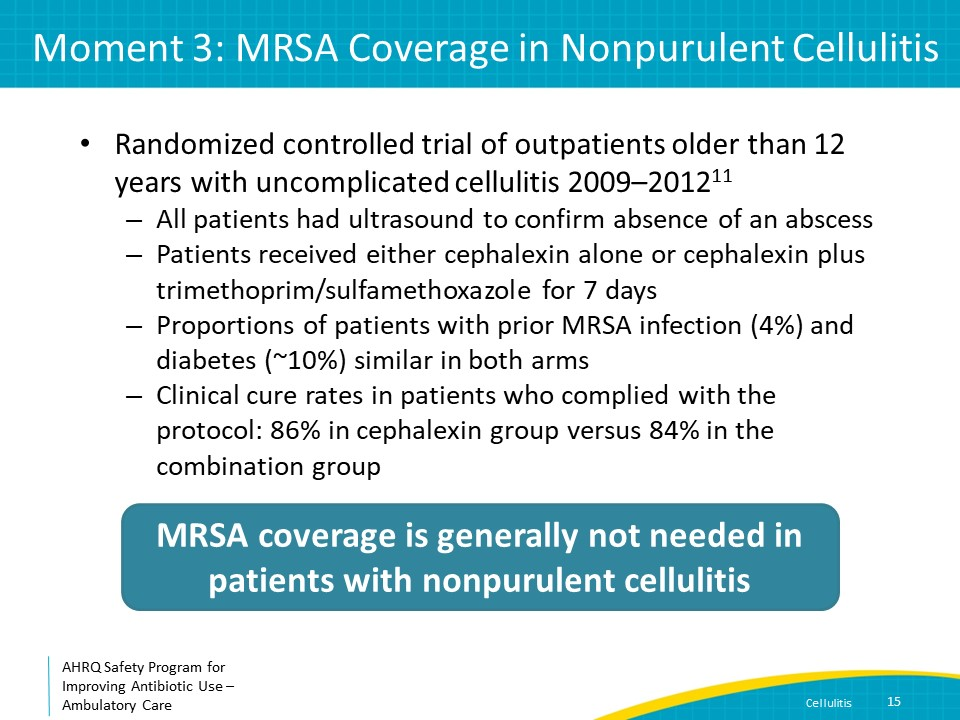 Moment 3: MRSA Coverage in Nonpurulent Cellulitis
• Randomized controlled trial of outpatients older than 12
years with uncomplicated cellulitis 2009–2012¹¹
– All patients had ultrasound to confirm absence of an abscess
– Patients received either cephalexin alone or cephalexin plus
trimethoprim/sulfamethoxazole for 7 days
– Proportions of patients with prior MRSA infection (4%) and
diabetes (~10%) similar in both arms
– Clinical cure rates in patients who complied with the
protocol: 86% in cephalexin group versus 84% in the
combination group
MRSA coverage is generally not needed in
patients with nonpurulent cellulitis
AHRQ Safety Program for
Improving Antibiotic Use –
Ambulatory Care
Cellulitis 15